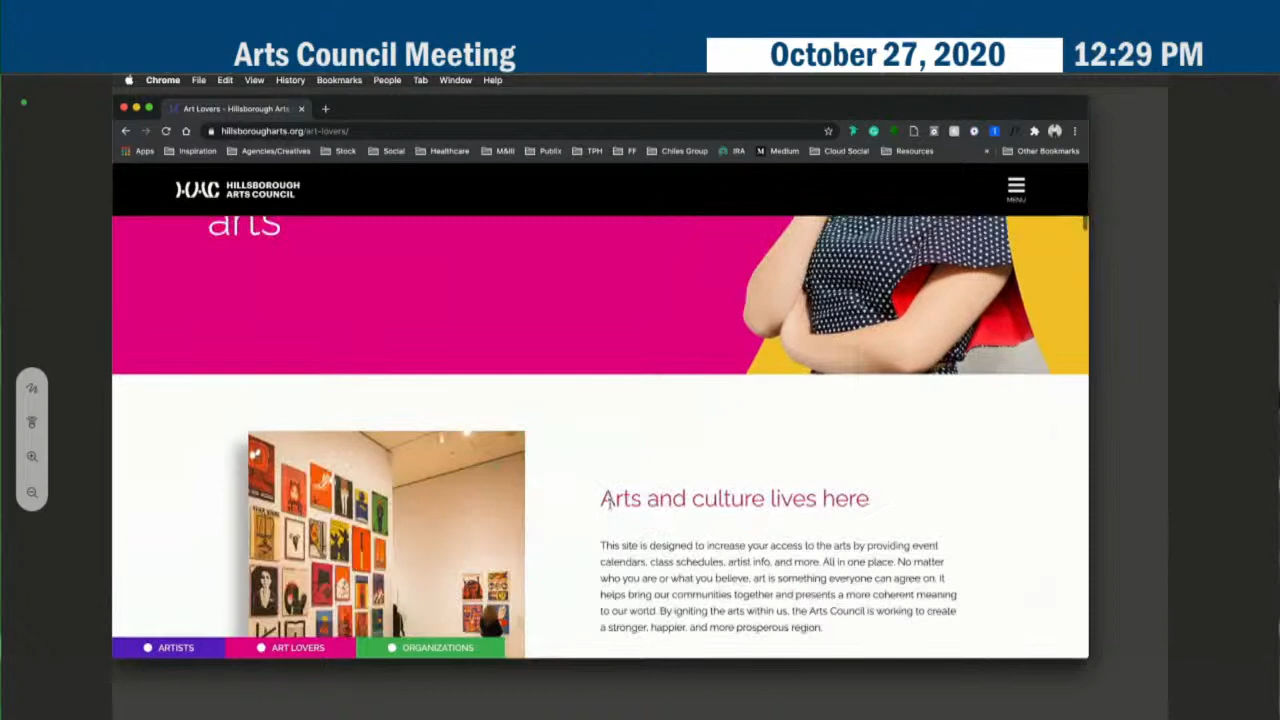 Arts Council Meeting
October 27, 2020
12:29 PM
Chrome File Edit View History Bookmarks People Tab Window Help
Art Lovers - Hillsborough Arts
hillsborougharts.org/art-lovers/
Apps Inspiration Agencies/Creatives Stock Social Healthcare M&III Publix TPH FF Chiles Group IRA Medium Cloud Social Resources » Other Bookmarks
HAC HILLSBOROUGH
ARTS COUNCIL
MENU
arts
Arts and culture lives here
This site is designed to increase your access to the arts by providing event
calendars, class schedules, artist info, and more. All in one place. No matter
who you are or what you believe, art is something everyone can agree on. It
helps bring our communities together and presents a more coherent meaning
to our world. By igniting the arts within us, the Arts Council is working to create
a stronger, happier, and more prosperous region.
ARTISTS ART LOVERS ORGANIZATIONS